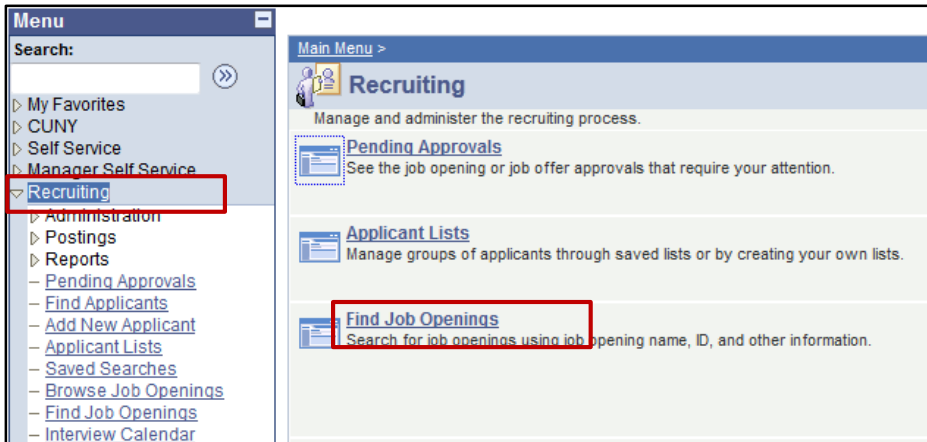 Menu
Search:
My Favorites
CUNY
Self Service
Manager Self Service
Recruiting
Administration
Postings
Reports
Pending Approvals
Find Applicants
Add New Applicant
Applicant Lists
Saved Searches
Browse Job Openings
Find Job Openings
Interview Calendar
Main Menu >
Recruiting
Manage and administer the recruiting process.
Pending Approvals
See the job opening or job offer approvals that require your attention.
Applicant Lists
Manage groups of applicants through saved lists or by creating your own lists.
Find Job Openings
Search for job openings using job opening name, ID, and other information.